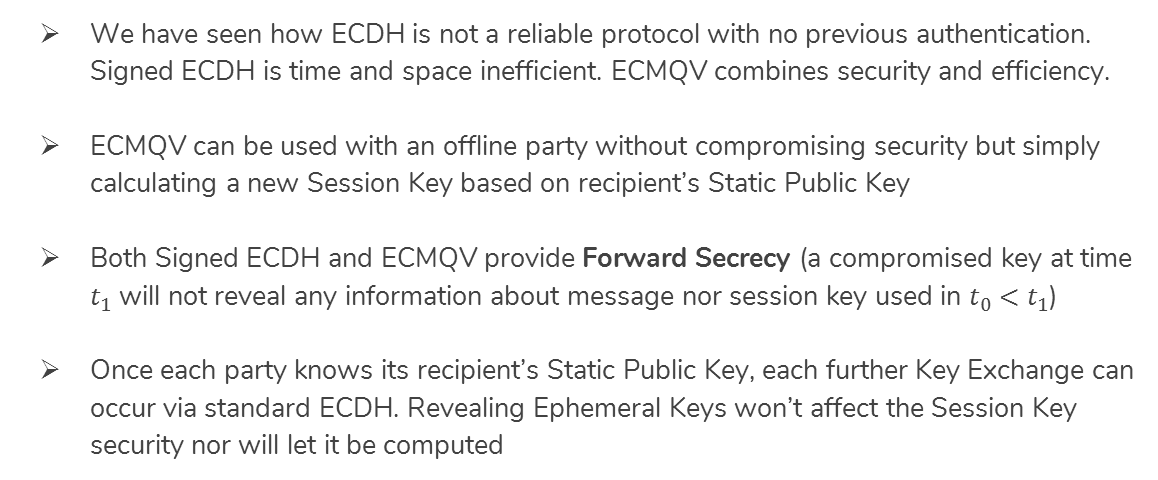 ➢ We have seen how ECDH is not a reliable protocol with no previous authentication.
Signed ECDH is time and space inefficient. ECMQV combines security and efficiency.
➢ ECMQV can be used with an offline party without compromising security but simply
calculating a new Session Key based on recipient's Static Public Key
➢ Both Signed ECDH and ECMQV provide Forward Secrecy (a compromised key at time
t₁ will not reveal any information about message nor session key used in t₀ < t₁)
➢ Once each party knows its recipient's Static Public Key, each further Key Exchange can
occur via standard ECDH. Revealing Ephemeral Keys won't affect the Session Key
security nor will let it be computed